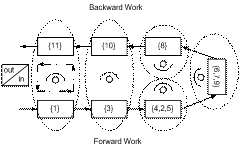 Backward Work
{11} {10} {8}
out
in
{6,7,9}
{1} {3} {4,2,5}
Forward Work